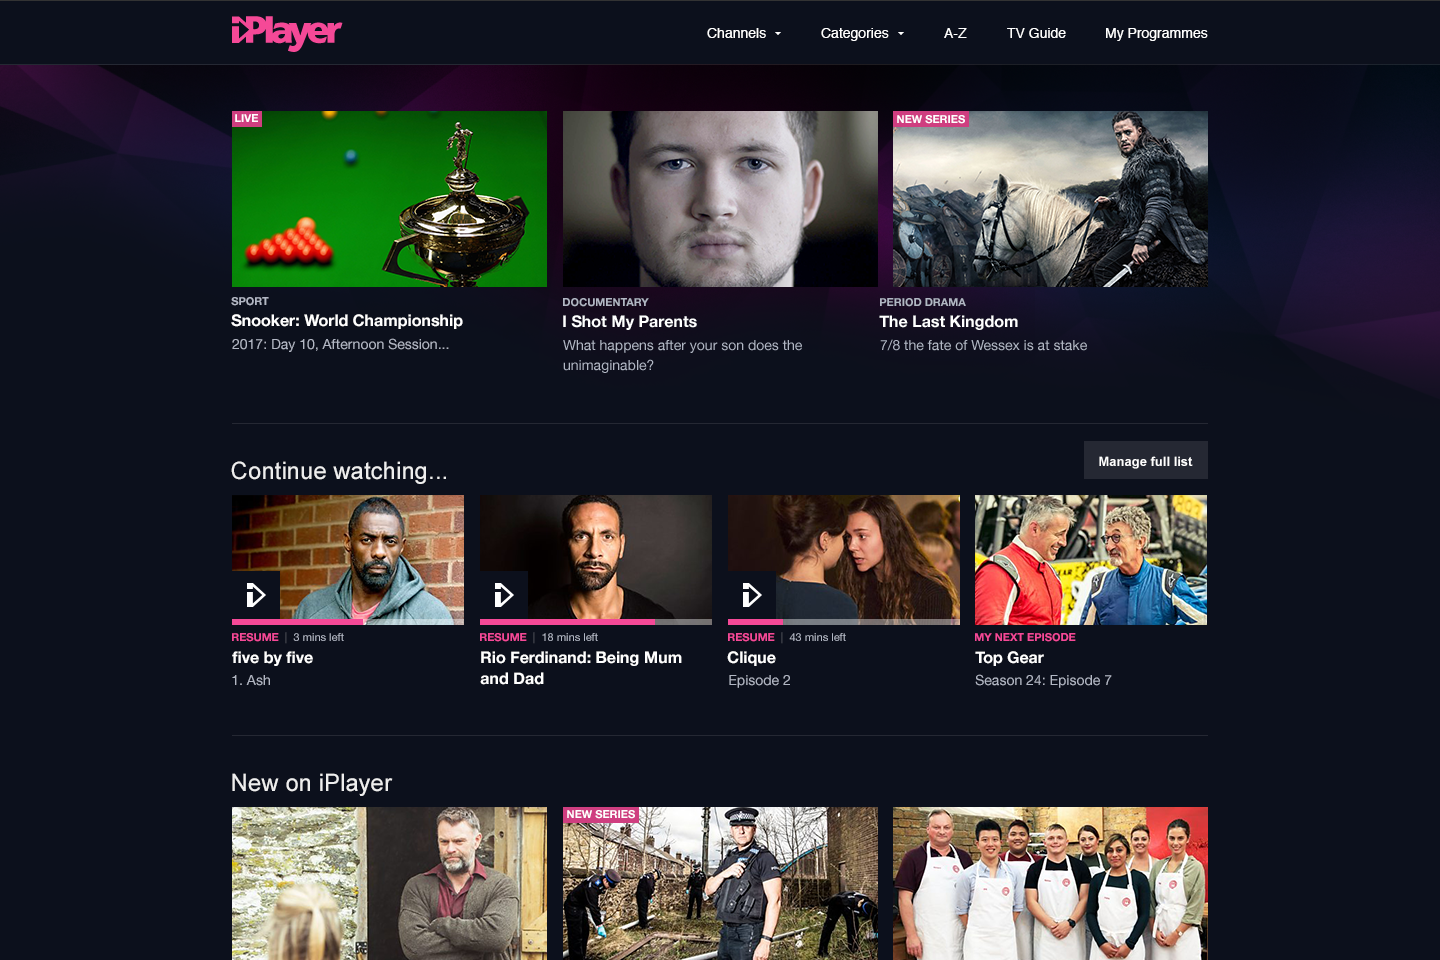 iPlayer
Channels
Categories
A-Z
TV Guide
My Programmes
LIVE
NEW SERIES
SPORT
Snooker: World Championship
2017: Day 10, Afternoon Session...
DOCUMENTARY
I Shot My Parents
What happens after your son does the
unimaginable?
PERIOD DRAMA
The Last Kingdom
7/8 the fate of Wessex is at stake
Continue watching...
Manage full list
RESUME | 3 mins left
five by five
1. Ash
RESUME | 18 mins left
Rio Ferdinand: Being Mum
and Dad
RESUME | 43 mins left
Clique
Episode 2
MY NEXT EPISODE
Top Gear
Season 24: Episode 7
New on iPlayer
NEW SERIES